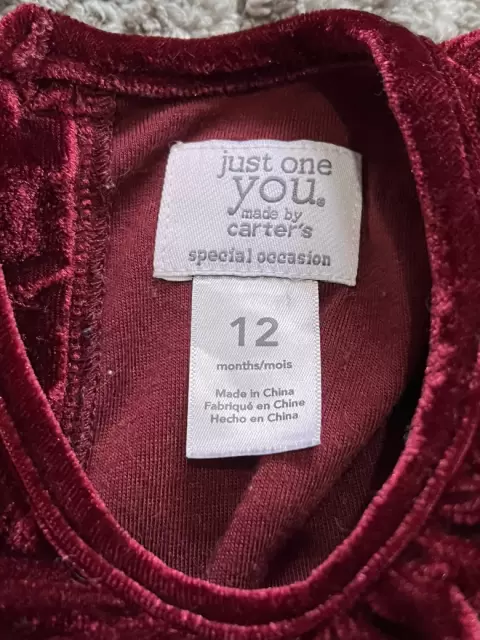 just one
you®
made by
carter's
special occasion
12
months/mois
Made in China
Fabriqué en Chine
Hecho en China